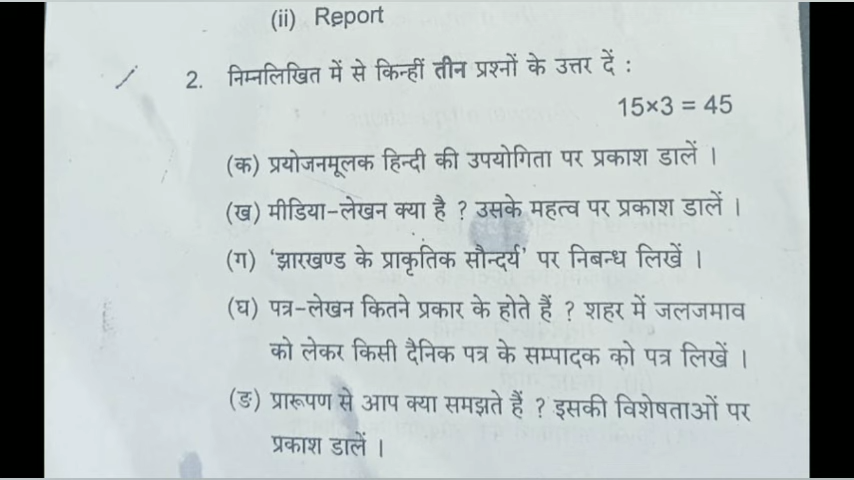 (ii) Report
2. निम्नलिखित में से किन्हीं तीन प्रश्नों के उत्तर दें :
15×3 = 45
(क) प्रयोजनमूलक हिन्दी की उपयोगिता पर प्रकाश डालें ।
(ख) मीडिया-लेखन क्या है ? उसके महत्व पर प्रकाश डालें ।
(ग) ‘झारखण्ड के प्राकृतिक सौन्दर्य’ पर निबन्ध लिखें ।
(घ) पत्र-लेखन कितने प्रकार के होते हैं ? शहर में जलजमाव
को लेकर किसी दैनिक पत्र के सम्पादक को पत्र लिखें ।
(ङ) प्रारूपण से आप क्या समझते हैं ? इसकी विशेषताओं पर
प्रकाश डालें ।